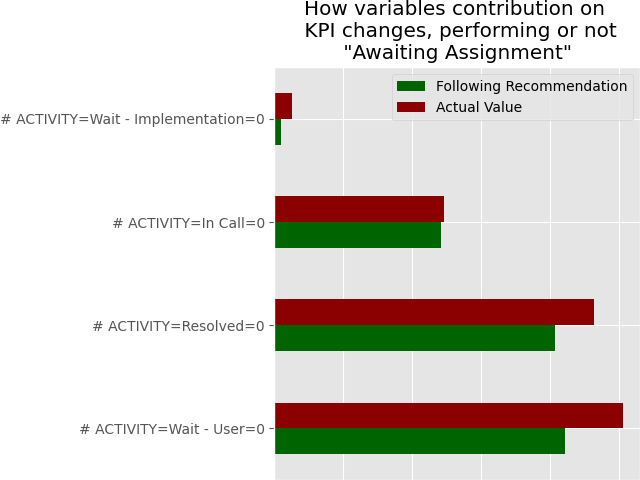 How variables contribution on
KPI changes, performing or not
"Awaiting Assignment"
Following Recommendation
Actual Value
# ACTIVITY=Wait - Implementation=0
# ACTIVITY=In Call=0
# ACTIVITY=Resolved=0
# ACTIVITY=Wait - User=0